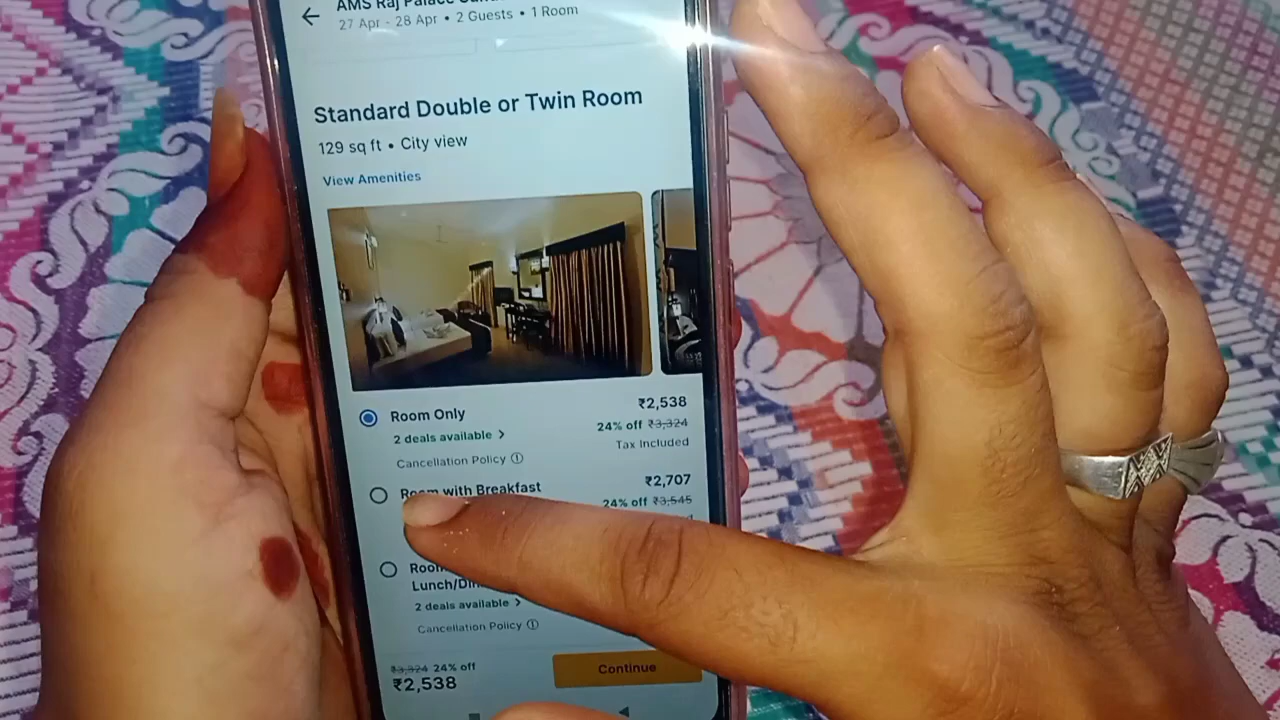 AMS Raj Palace
27 Apr - 28 Apr • 2 Guests • 1 Room
Standard Double or Twin Room
129 sq ft • City view
View Amenities
Room Only
₹2,538
2 deals available >
24% off ₹3,324
Cancellation Policy
Tax Included
Room with Breakfast
₹2,707
24% off ₹3,545
Lunch/
2 deals available >
Cancellation Policy
₹3,324 24% off
₹2,538
Continue